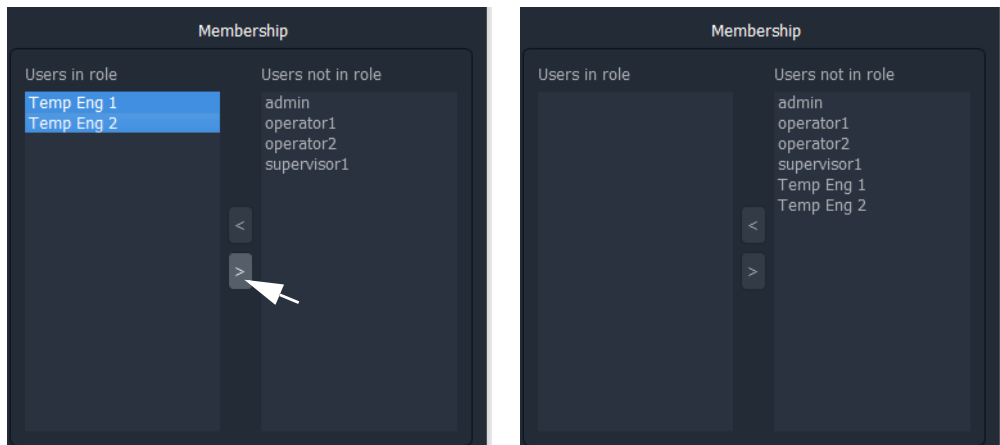 Membership
Users in role
Temp Eng 1
Temp Eng 2
<
>
Users not in role
admin
operator1
operator2
supervisor1
Membership
Users in role
<
>
Users not in role
admin
operator1
operator2
supervisor1
Temp Eng 1
Temp Eng 2